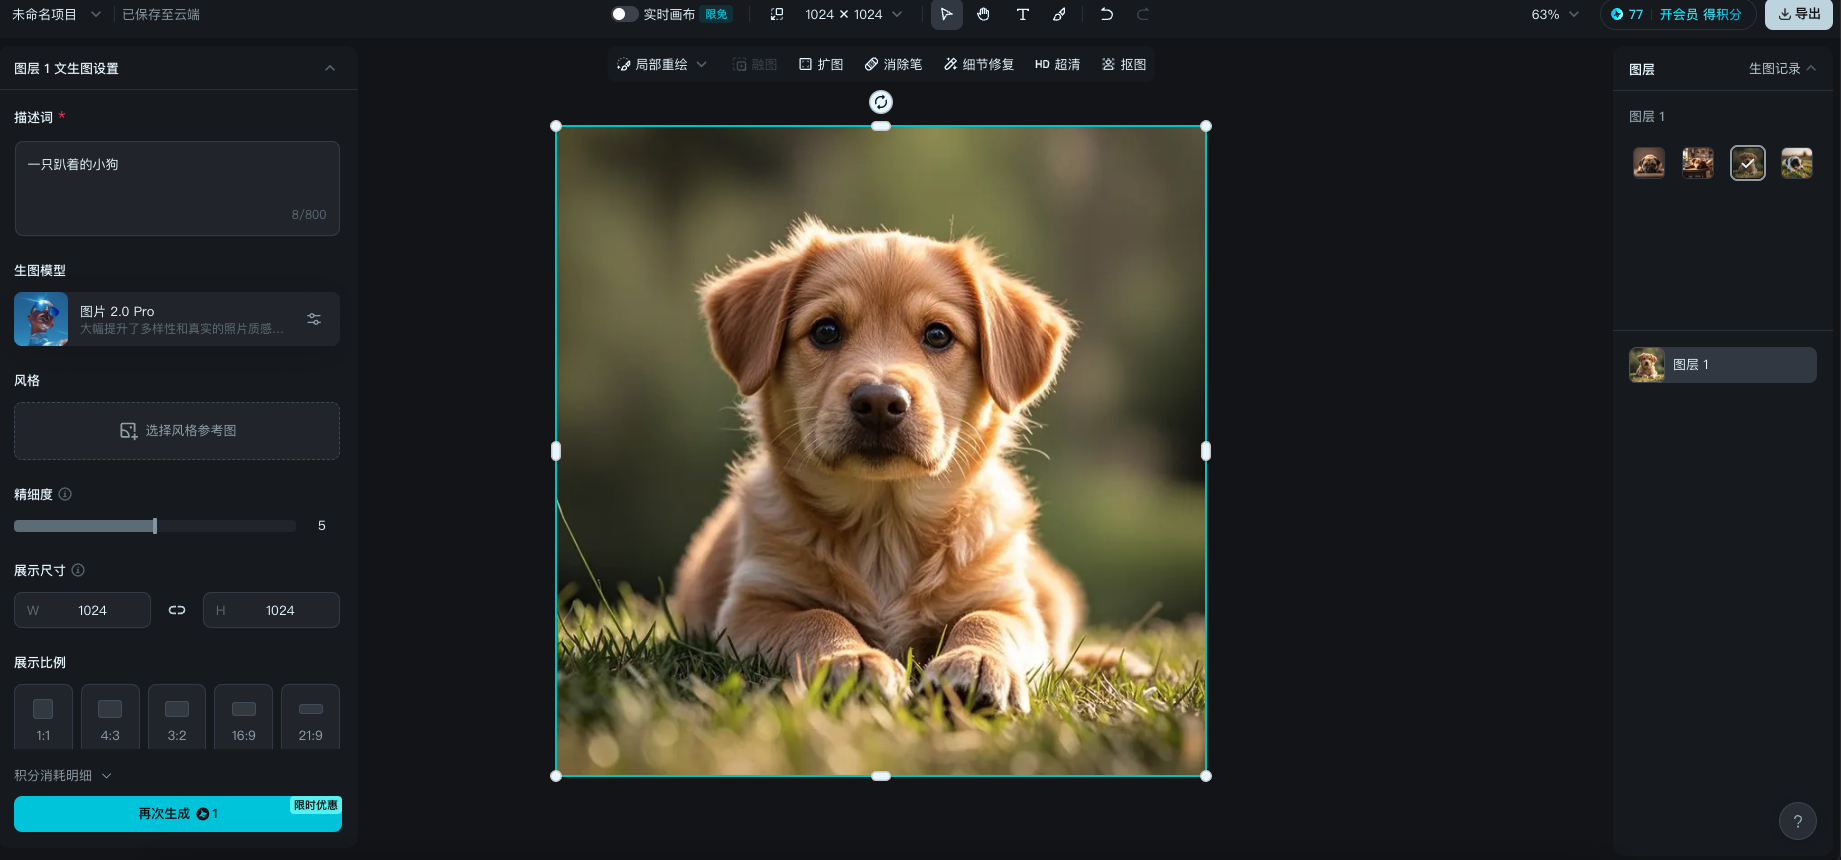 未命名项目
已保存至云端
实时画布 限免
1024 × 1024
63%
77 开会员 得积分
导出
图层 1 文生图设置
描述词 *
一只趴着的小狗
8/800
生图模型
图片 2.0 Pro
大幅提升了多样性和真实的照片质感...
风格
选择风格参考图
精细度
5
展示尺寸
W 1024
H 1024
展示比例
1:1
4:3
3:2
16:9
21:9
积分消耗明细
限时优惠
再次生成 1
局部重绘
融图
扩图
消除笔
细节修复
HD 超清
抠图
图层
生图记录
图层 1
图层 1
?